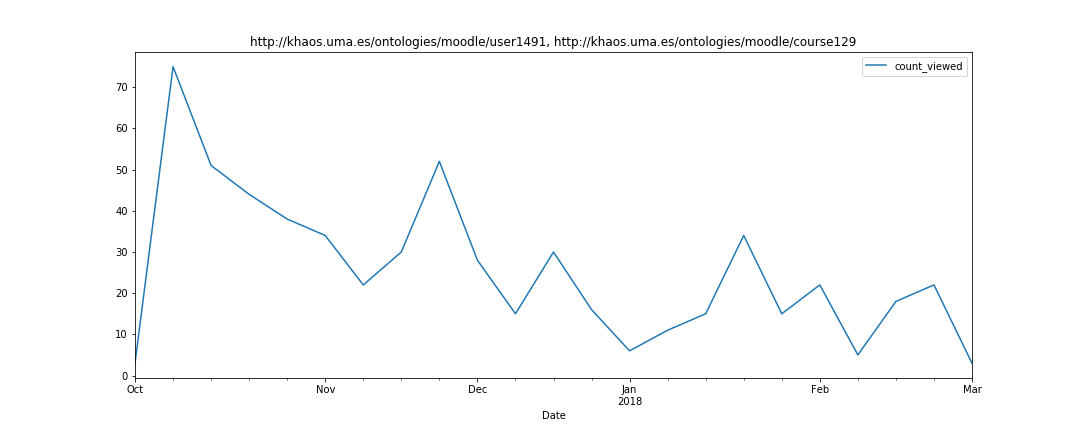 http://khaos.uma.es/ontologies/moodle/user1491, http://khaos.uma.es/ontologies/moodle/course129
count_viewed
70
60
50
40
30
20
10
0
Oct Nov Dec Jan Feb Mar
2018
Date